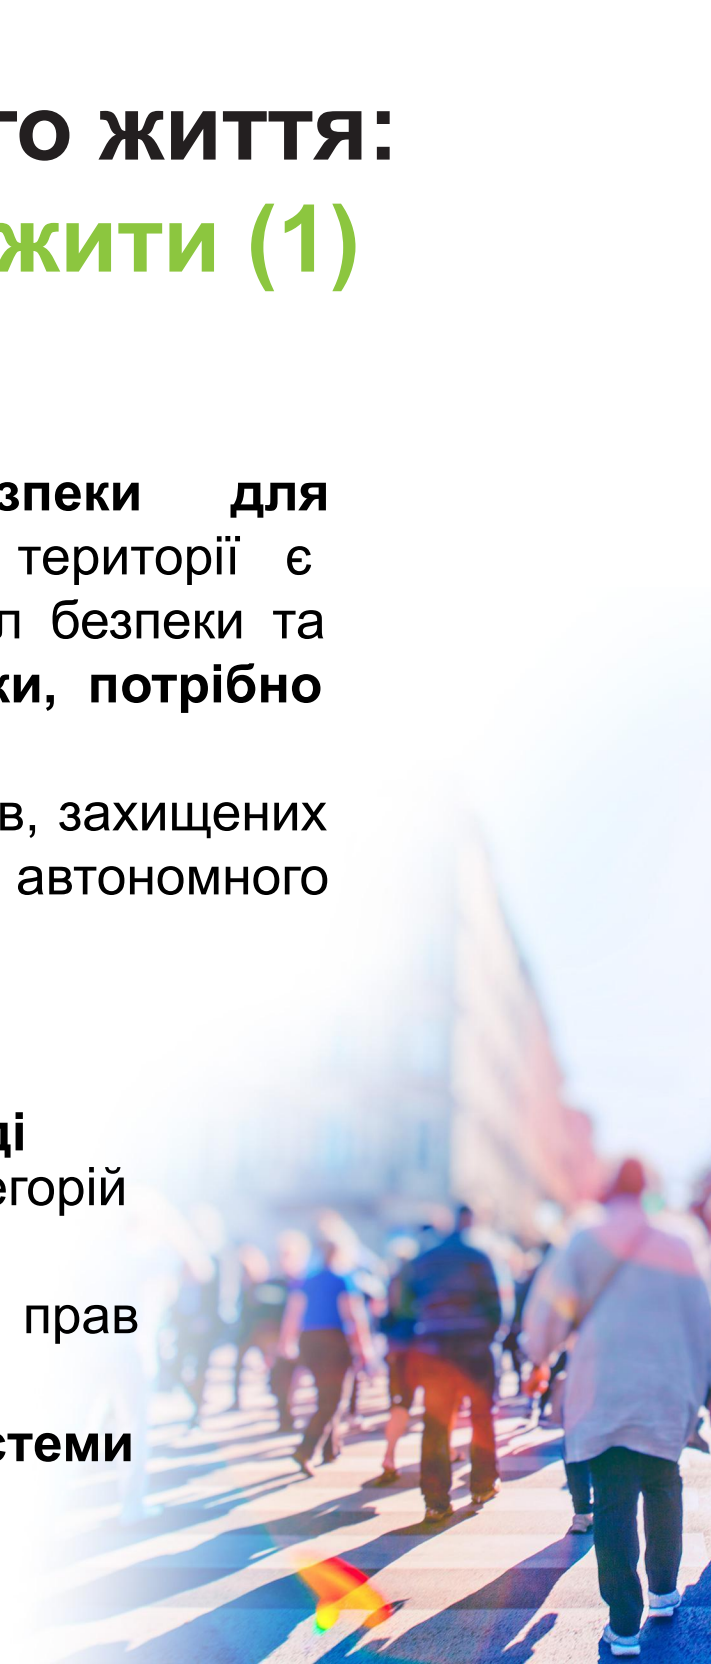 го життя:
жити (1)
зпеки для
території є
л безпеки та
ки, потрібно
в, захищених
автономного
ді
егорій
прав
стеми